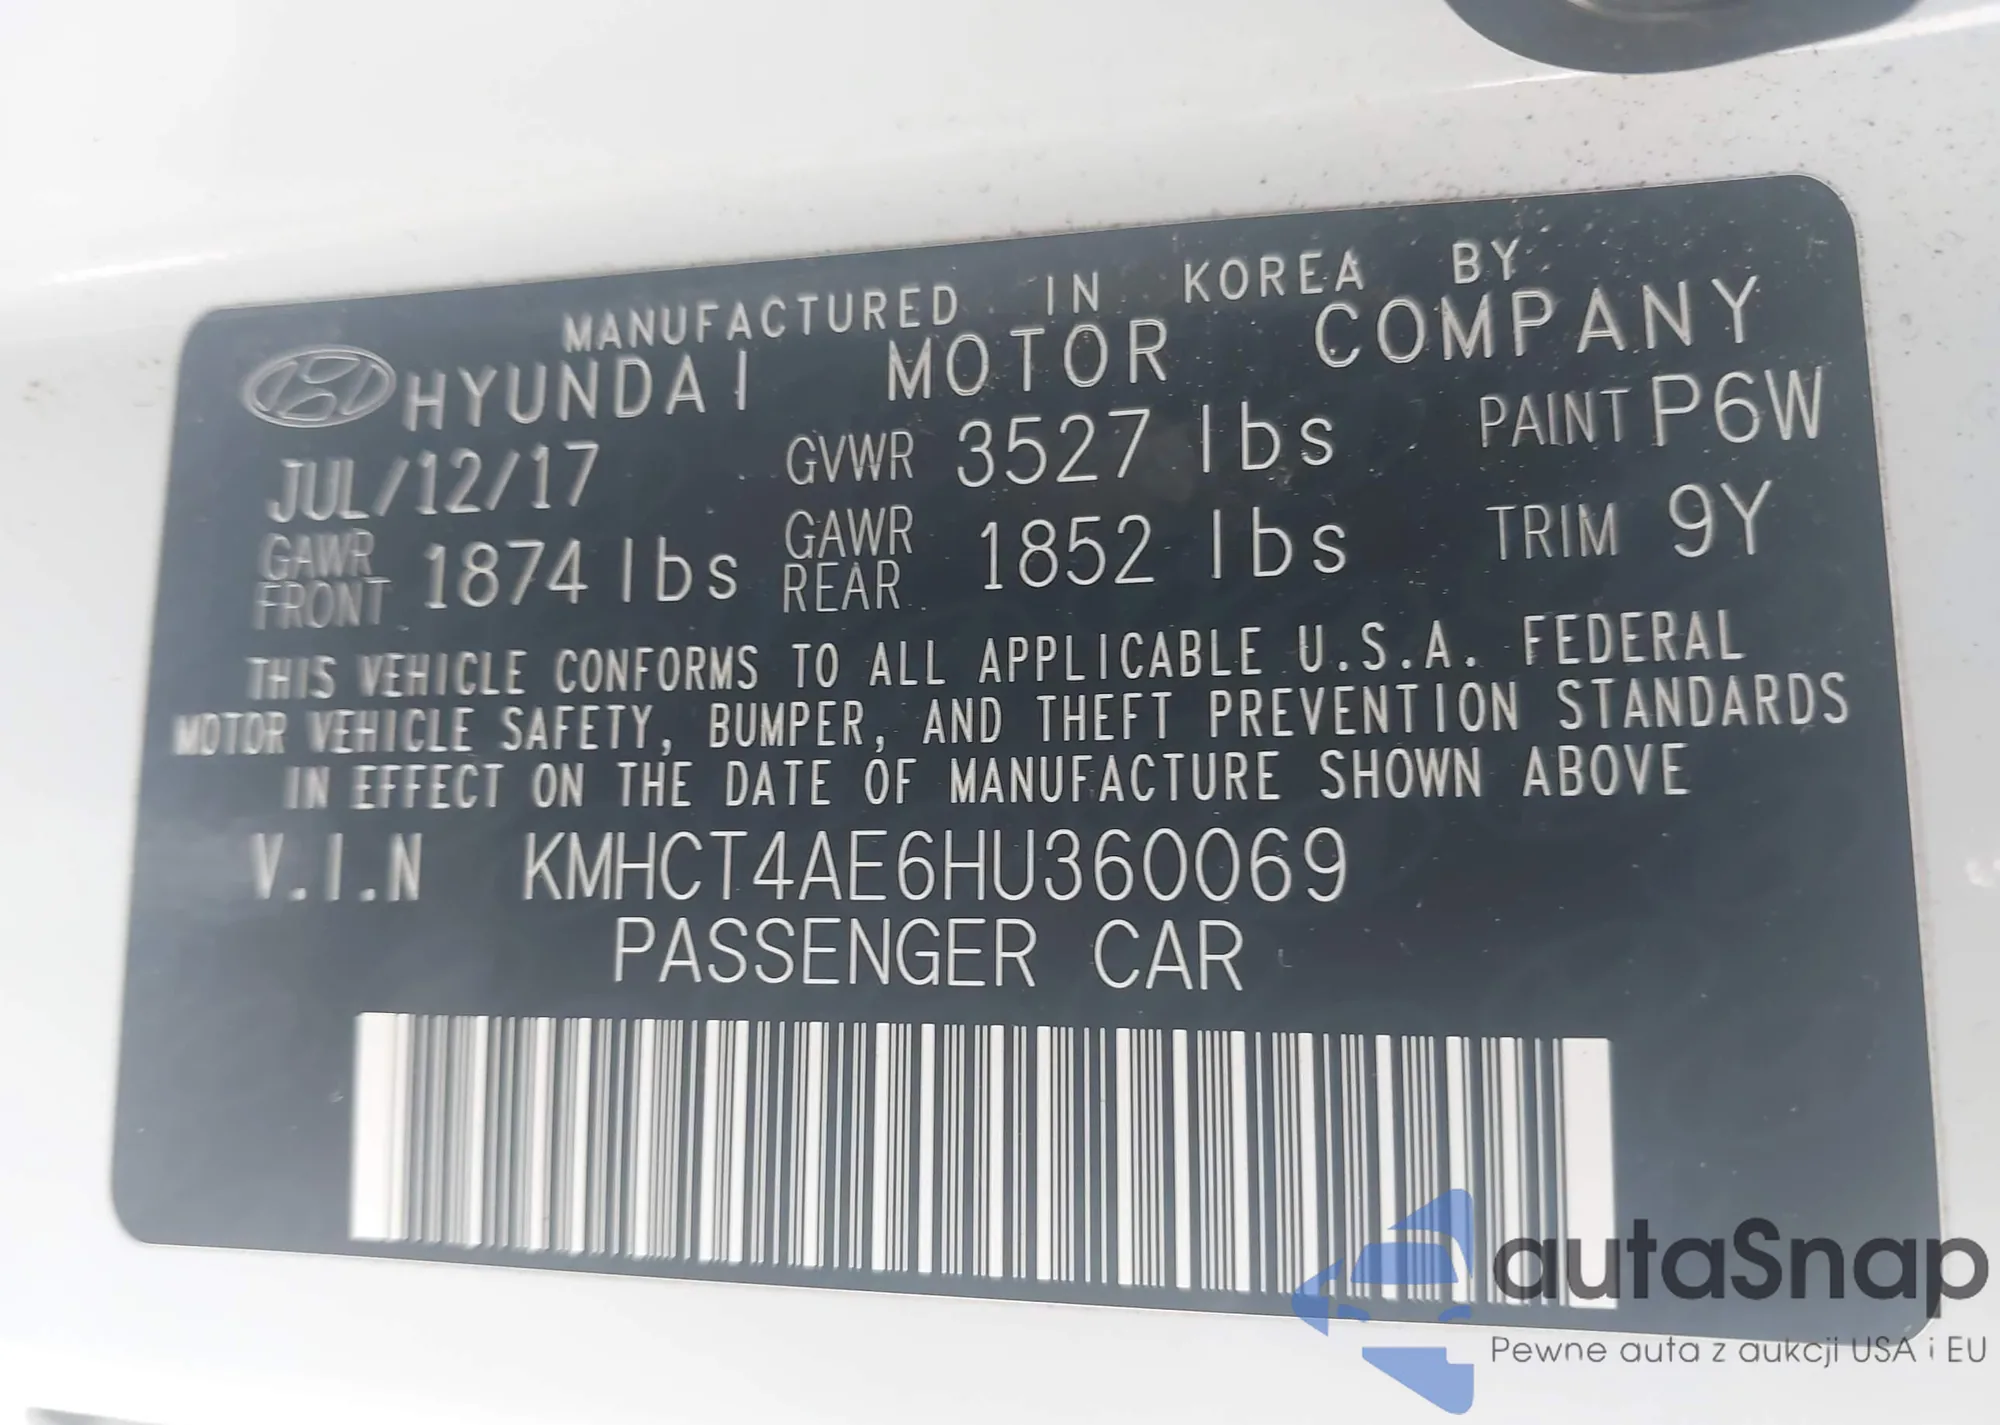 MANUFACTURED IN KOREA BY
HYUNDAI MOTOR COMPANY
JUL/12/17 GVWR 3527 lbs PAINT P6W
GAWR FRONT 1874 lbs GAWR REAR 1852 lbs TRIM 9Y
THIS VEHICLE CONFORMS TO ALL APPLICABLE U.S.A. FEDERAL
MOTOR VEHICLE SAFETY, BUMPER, AND THEFT PREVENTION STANDARDS
IN EFFECT ON THE DATE OF MANUFACTURE SHOWN ABOVE
V.I.N KMHCT4AE6HU360069
PASSENGER CAR
autaSnap
Pewne auta z aukcji USA i EU